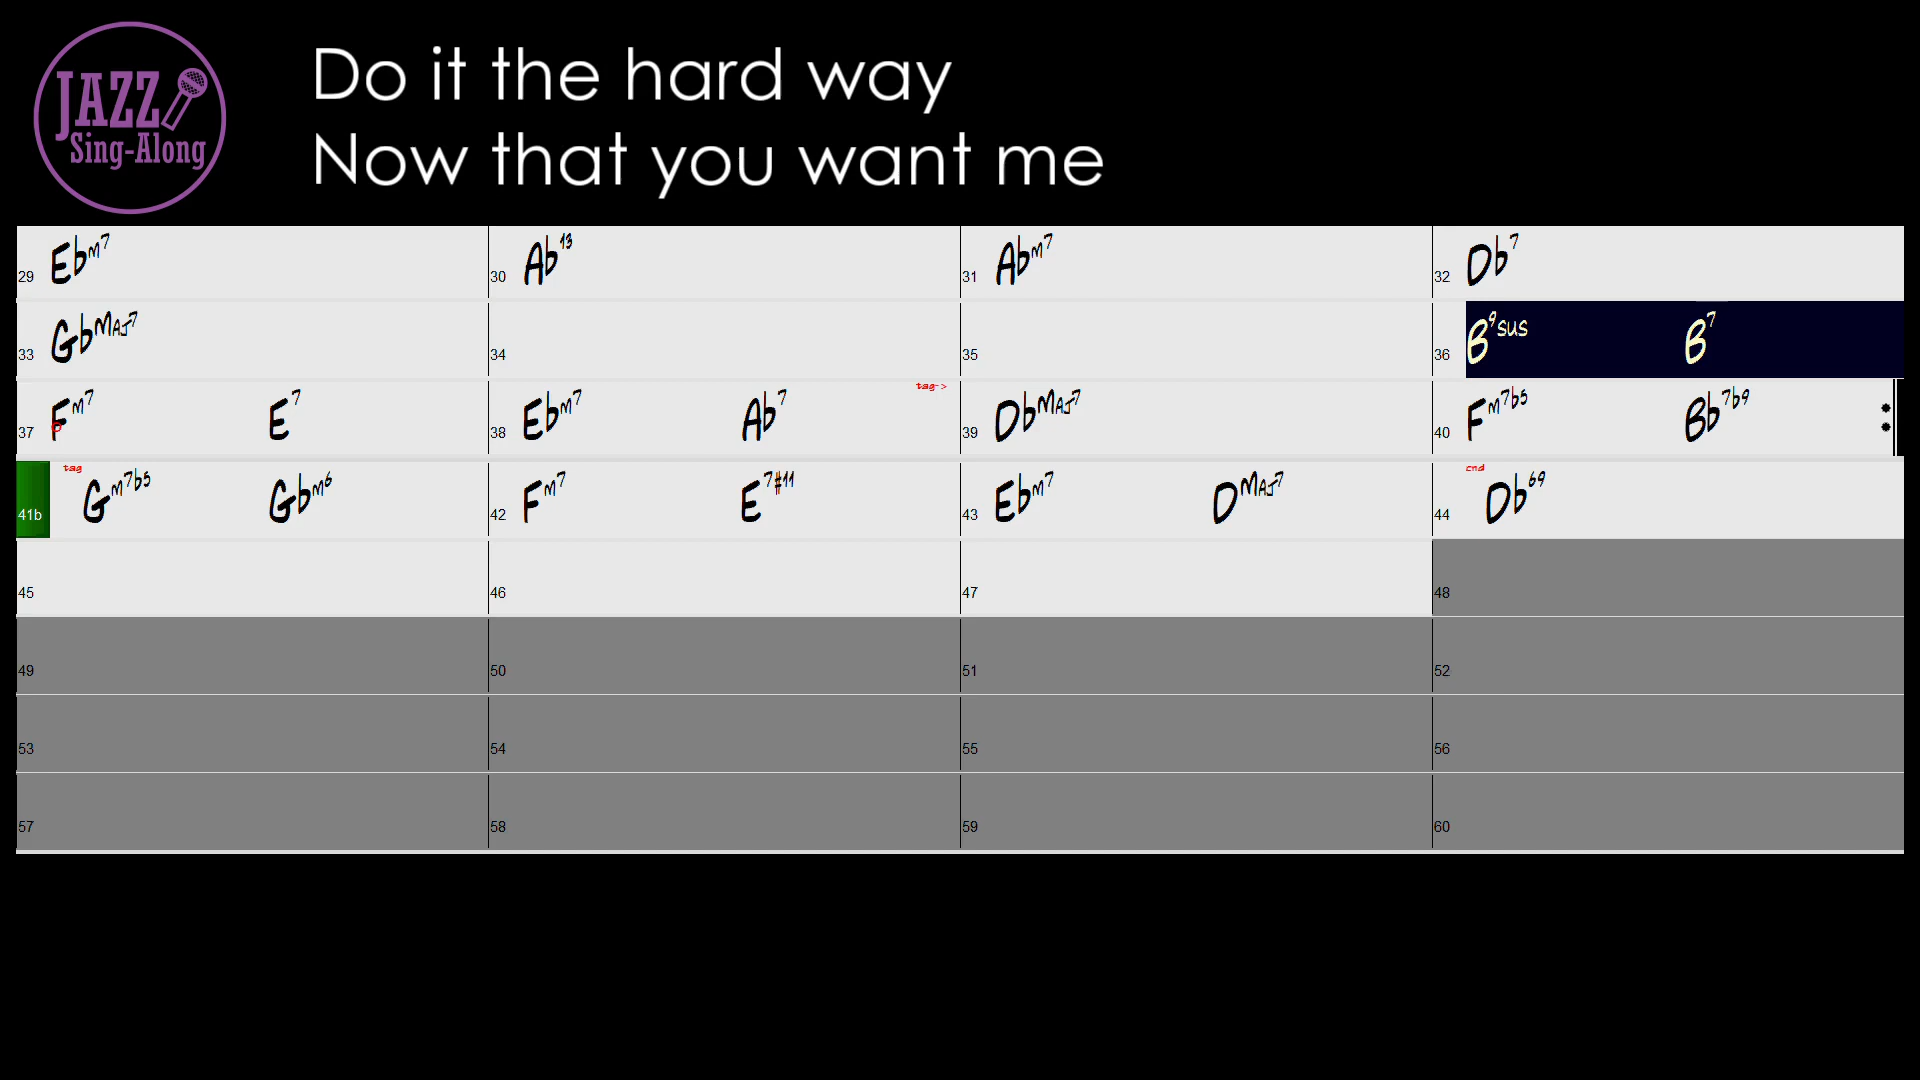 JAZZ
Sing-Along
Do it the hard way
Now that you want me
29 Ebm7 30 Ab13 31 Abm7 32 Db7
33 GbMaj7 34 35 36 B9sus B7
37 Fm7 E7 38 Ebm7 Ab7 tag-> 39 DbMaj7 40 Fm7b5 Bb7b9
41b tag Gm7b5 Gbm6 42 Fm7 E7#11 43 Ebm7 DMaj7 44 end Db69
45 46 47 48
49 50 51 52
53 54 55 56
57 58 59 60